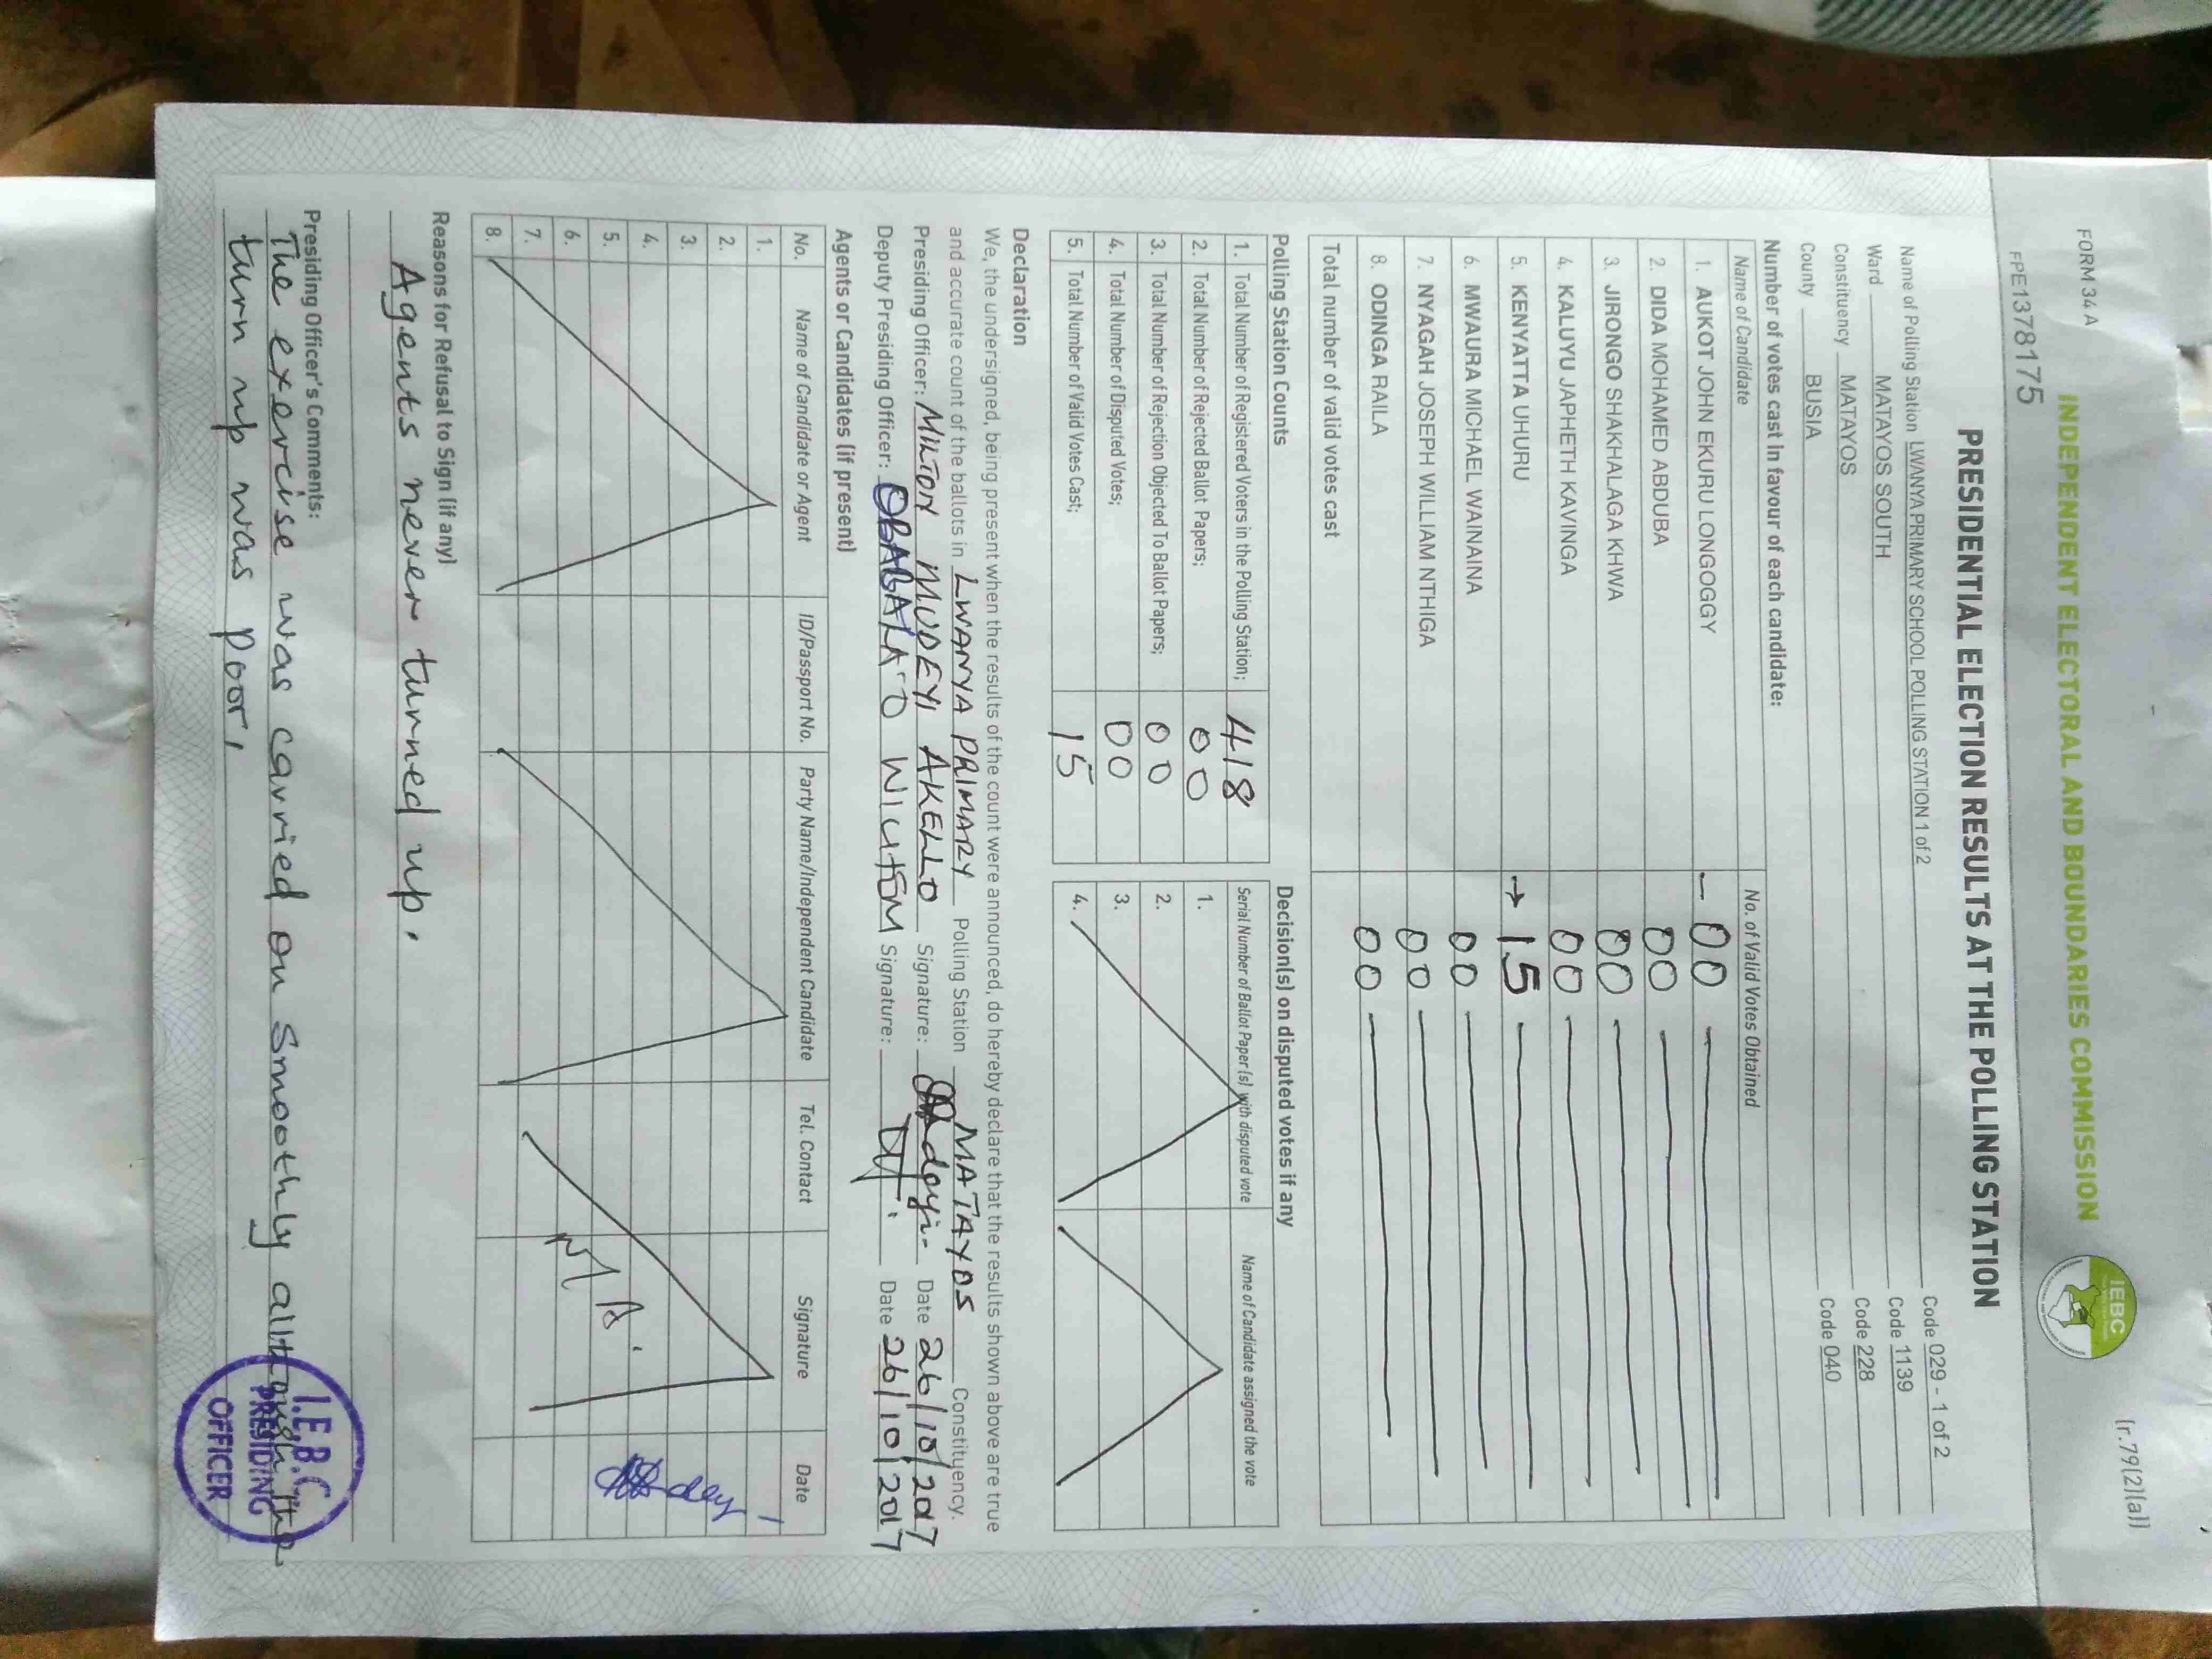 FORM 34 A
(r.79(2)(a))
INDEPENDENT ELECTORAL AND BOUNDARIES COMMISSION
IEBC
FPE1378175
PRESIDENTIAL ELECTION RESULTS AT THE POLLING STATION
Name of Polling Station LWANYA PRIMARY SCHOOL POLLING STATION 1 of 2 Code 029 - 1 of 2
Ward MATAYOS SOUTH Code 1139
Constituency MATAYOS Code 228
County BUSIA Code 040
Number of votes cast in favour of each candidate:
Name of Candidate No. of Valid Votes Obtained
1. AUKOT JOHN EKURU LONGOGGY - 00
2. DIDA MOHAMED ABDUBA 00
3. JIRONGO SHAKHALAGA KHWA 00
4. KALUYU JAPHETH KAVINGA 00
5. KENYATTA UHURU → 15
6. MWAURA MICHAEL WAINAINA 00
7. NYAGAH JOSEPH WILLIAM NTHIGA 00
8. ODINGA RAILA 00
Total number of valid votes cast
Polling Station Counts Decision(s) on disputed votes if any
1. Total Number of Registered Voters in the Polling Station; 418 Serial Number of Ballot Paper (s) with disputed vote Name of Candidate assigned the vote
2. Total Number of Rejected Ballot Papers; 00 1.
3. Total Number of Rejection Objected To Ballot Papers; 00 2.
4. Total Number of Disputed Votes; 00 3.
5. Total Number of Valid Votes Cast; 15 4.
Declaration
We, the undersigned, being present when the results of the count were announced, do hereby declare that the results shown above are true
and accurate count of the ballots in LWANYA PRIMARY Polling Station MATAYOS Constituency.
Presiding Officer: MILTON MUDEYI AKELLO Signature: Date 26/10/2017
Deputy Presiding Officer: Signature: Date 26/10/2017
Agents or Candidates (if present)
No. Name of Candidate or Agent ID/Passport No. Party Name/Independent Candidate Tel. Contact Signature Date
1.
2.
3.
4.
5.
6.
7.
8.
Reasons for Refusal to Sign (if any)
Agents never turned up.
Presiding Officer's Comments:
The exercise was carried on smoothly although the
turn up was poor,
I.E.B.C
PRESIDING
OFFICER